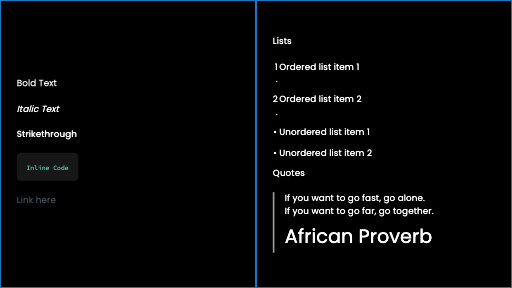 Bold Text
Italic Text
Strikethrough
Inline Code
Link here
Lists
1. Ordered list item 1
2. Ordered list item 2
• Unordered list item 1
• Unordered list item 2
Quotes
If you want to go fast, go alone.
If you want to go far, go together.
African Proverb